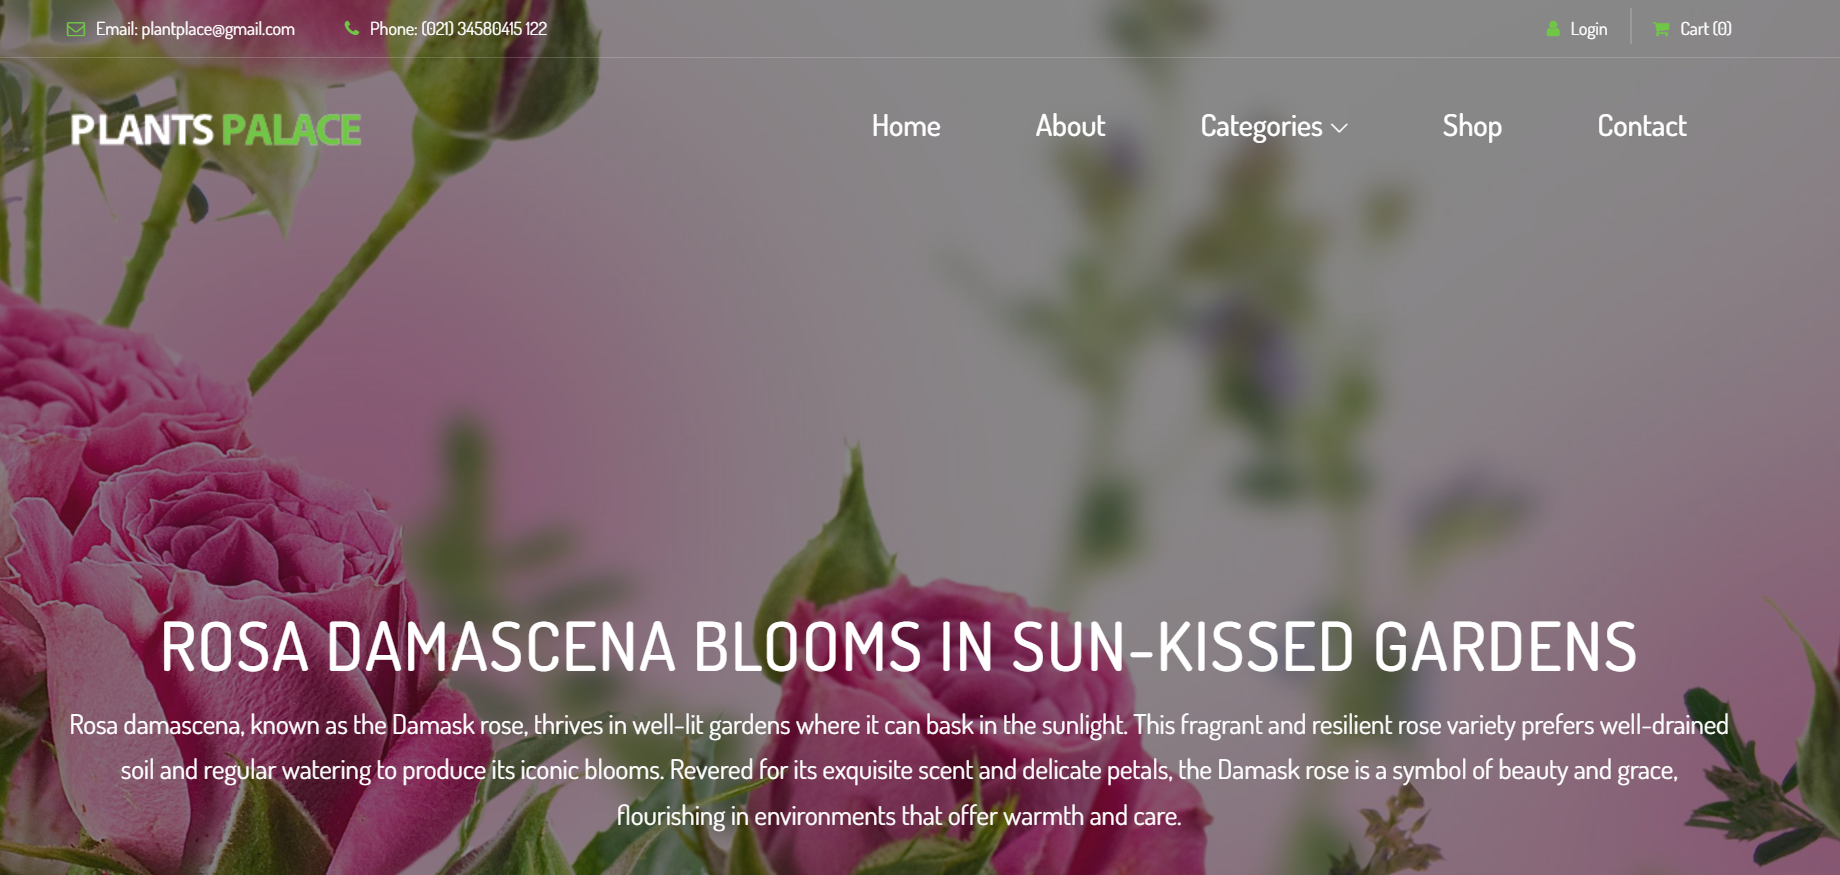 Email: plantplace@gmail.com
Phone: (021) 34580415 122
Login
Cart (0)
PLANTS PALACE
Home
About
Categories
Shop
Contact
ROSA DAMASCENA BLOOMS IN SUN-KISSED GARDENS
Rosa damascena, known as the Damask rose, thrives in well-lit gardens where it can bask in the sunlight. This fragrant and resilient rose variety prefers well-drained
soil and regular watering to produce its iconic blooms. Revered for its exquisite scent and delicate petals, the Damask rose is a symbol of beauty and grace,
flourishing in environments that offer warmth and care.